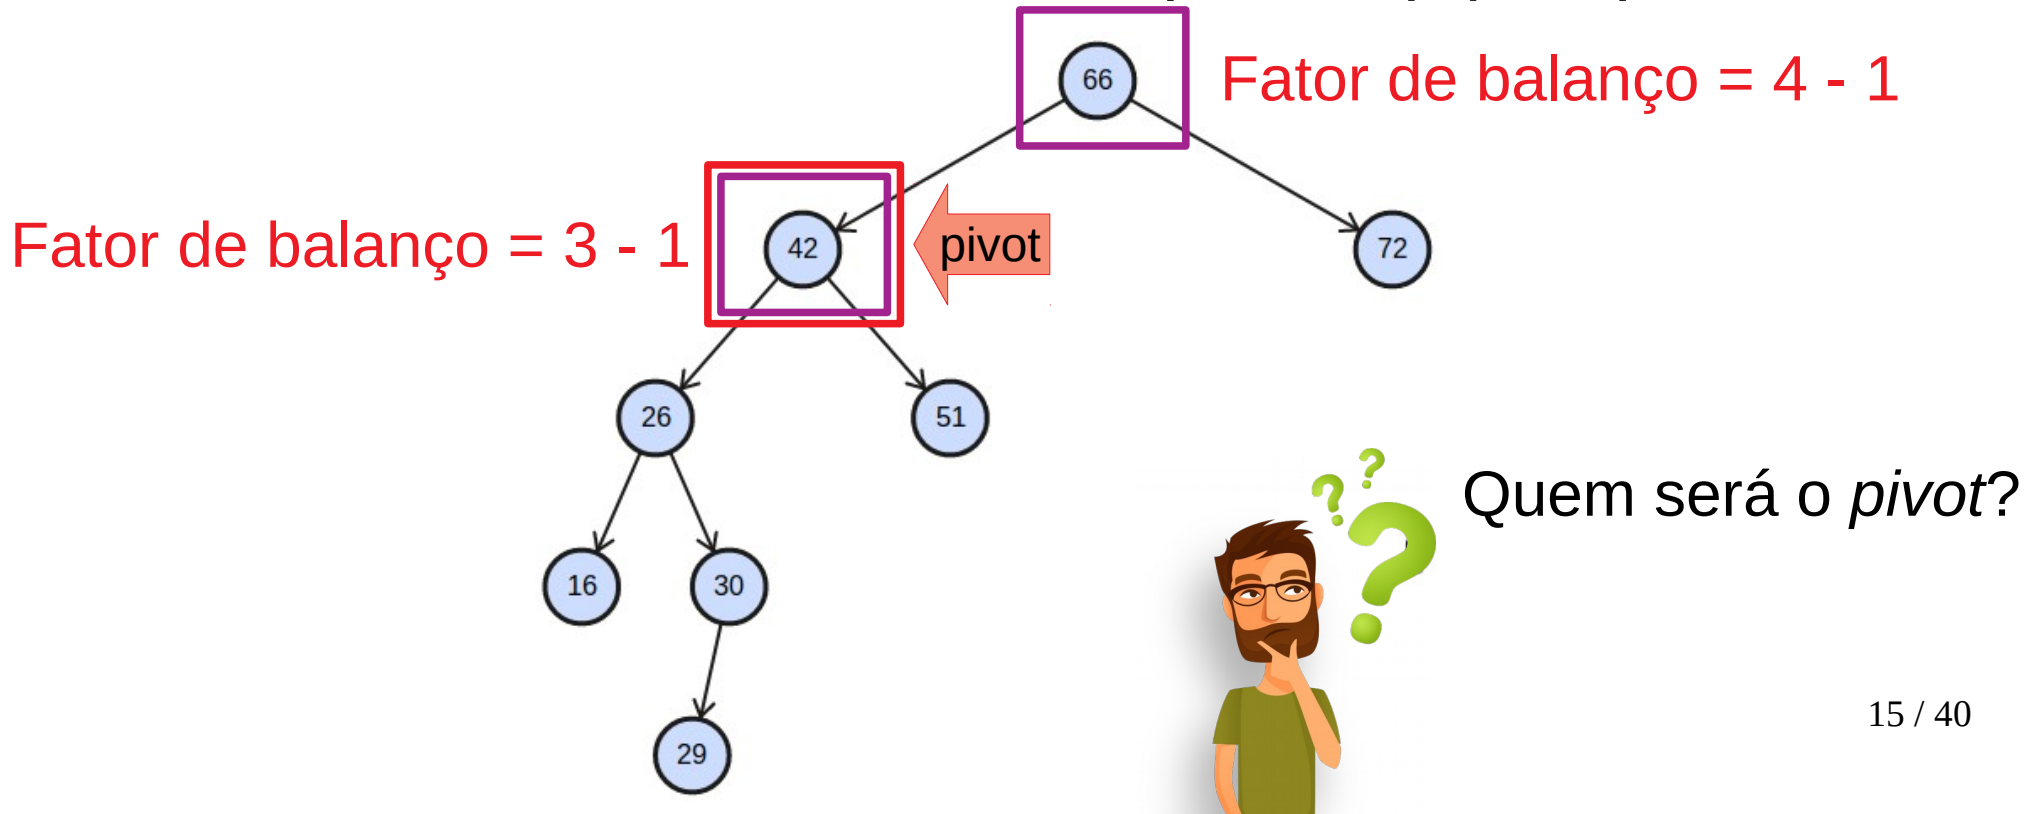 66
Fator de balanço = 4 - 1
Fator de balanço = 3 - 1
42
pivot
72
26
51
Quem será o pivot?
16
30
15 / 40
29